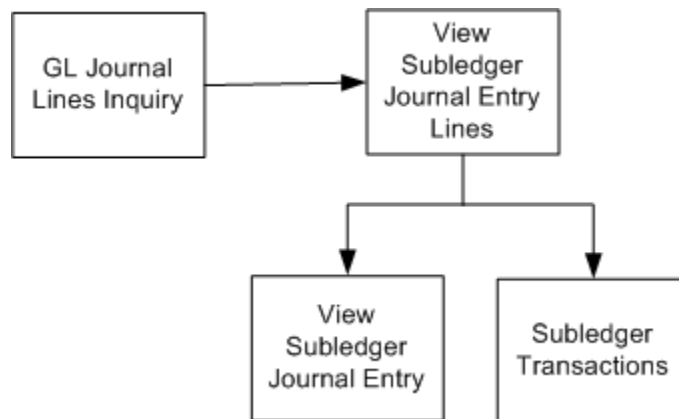 GL Journal
Lines Inquiry
View
Subledger
Journal Entry
Lines
View
Subledger
Journal Entry
Subledger
Transactions